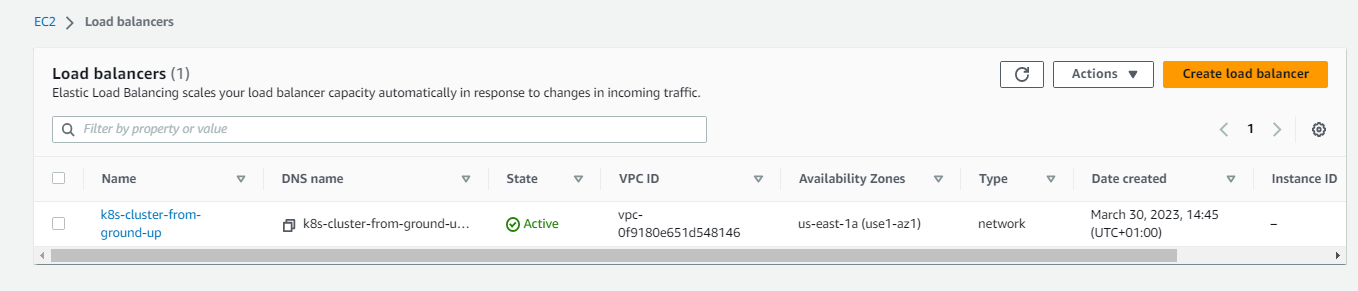 EC2 > Load balancers
Load balancers (1)
Actions
Create load balancer
Elastic Load Balancing scales your load balancer capacity automatically in response to changes in incoming traffic.
Filter by property or value
1
Name DNS name State VPC ID Availability Zones Type Date created Instance ID
k8s-cluster-from-
ground-up
k8s-cluster-from-ground-u...
Active
vpc-
0f9180e651d548146
us-east-1a (use1-az1)
network
March 30, 2023, 14:45
(UTC+01:00)
–